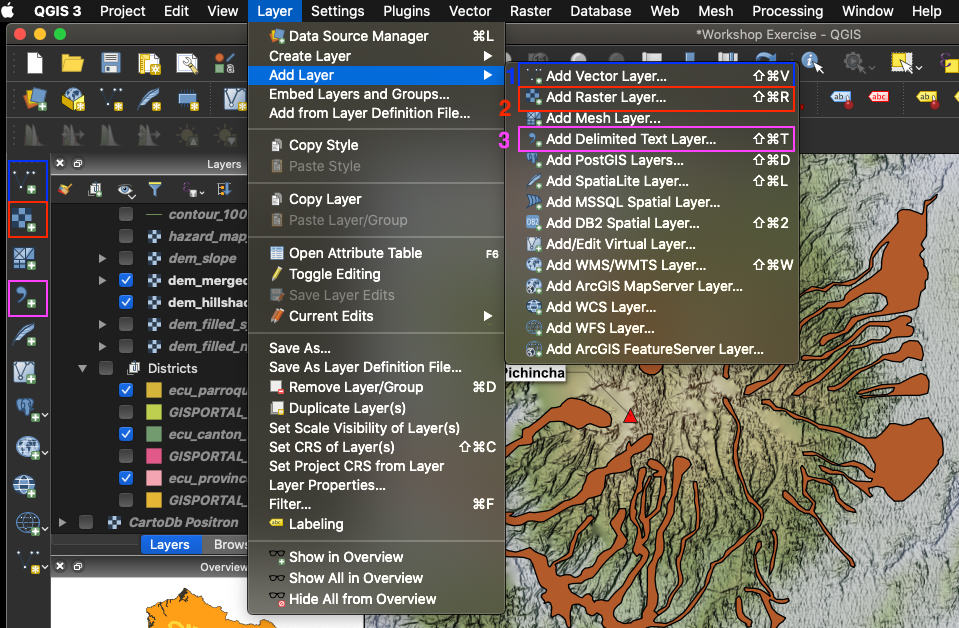 QGIS 3 Project Edit View Layer Settings Plugins Vector Raster Database Web Mesh Processing Window Help
*Workshop Exercise - QGIS
Data Source Manager ⌘L
Create Layer
Add Layer
Embed Layers and Groups...
Add from Layer Definition File...
Copy Style
Paste Style
Copy Layer
Paste Layer/Group
Open Attribute Table F6
Toggle Editing
Save Layer Edits
Current Edits
Save As...
Save As Layer Definition File...
Remove Layer/Group ⌘D
Duplicate Layer(s)
Set Scale Visibility of Layer(s)
Set CRS of Layer(s) ⇧⌘C
Set Project CRS from Layer
Layer Properties...
Filter... ⌘F
Labeling
Show in Overview
Show All in Overview
Hide All from Overview
1 Add Vector Layer... ⇧⌘V
2 Add Raster Layer... ⇧⌘R
Add Mesh Layer...
3 Add Delimited Text Layer... ⇧⌘T
Add PostGIS Layers... ⇧⌘D
Add SpatiaLite Layer... ⇧⌘L
Add MSSQL Spatial Layer...
Add DB2 Spatial Layer... ⇧⌘2
Add/Edit Virtual Layer...
Add WMS/WMTS Layer... ⇧⌘W
Add ArcGIS MapServer Layer...
Add WCS Layer...
Add WFS Layer...
Add ArcGIS FeatureServer Layer...
abc abc abc
Layers
contour_100
hazard_map
dem_slope
dem_merged
dem_hillshad
dem_filled_s
dem_filled_n
Districts
ecu_parroqu
GISPORTAL_
ecu_canton_
GISPORTAL_
ecu_provinc
GISPORTAL_
CartoDb Positron
Layers Brows
Overview
Pichincha